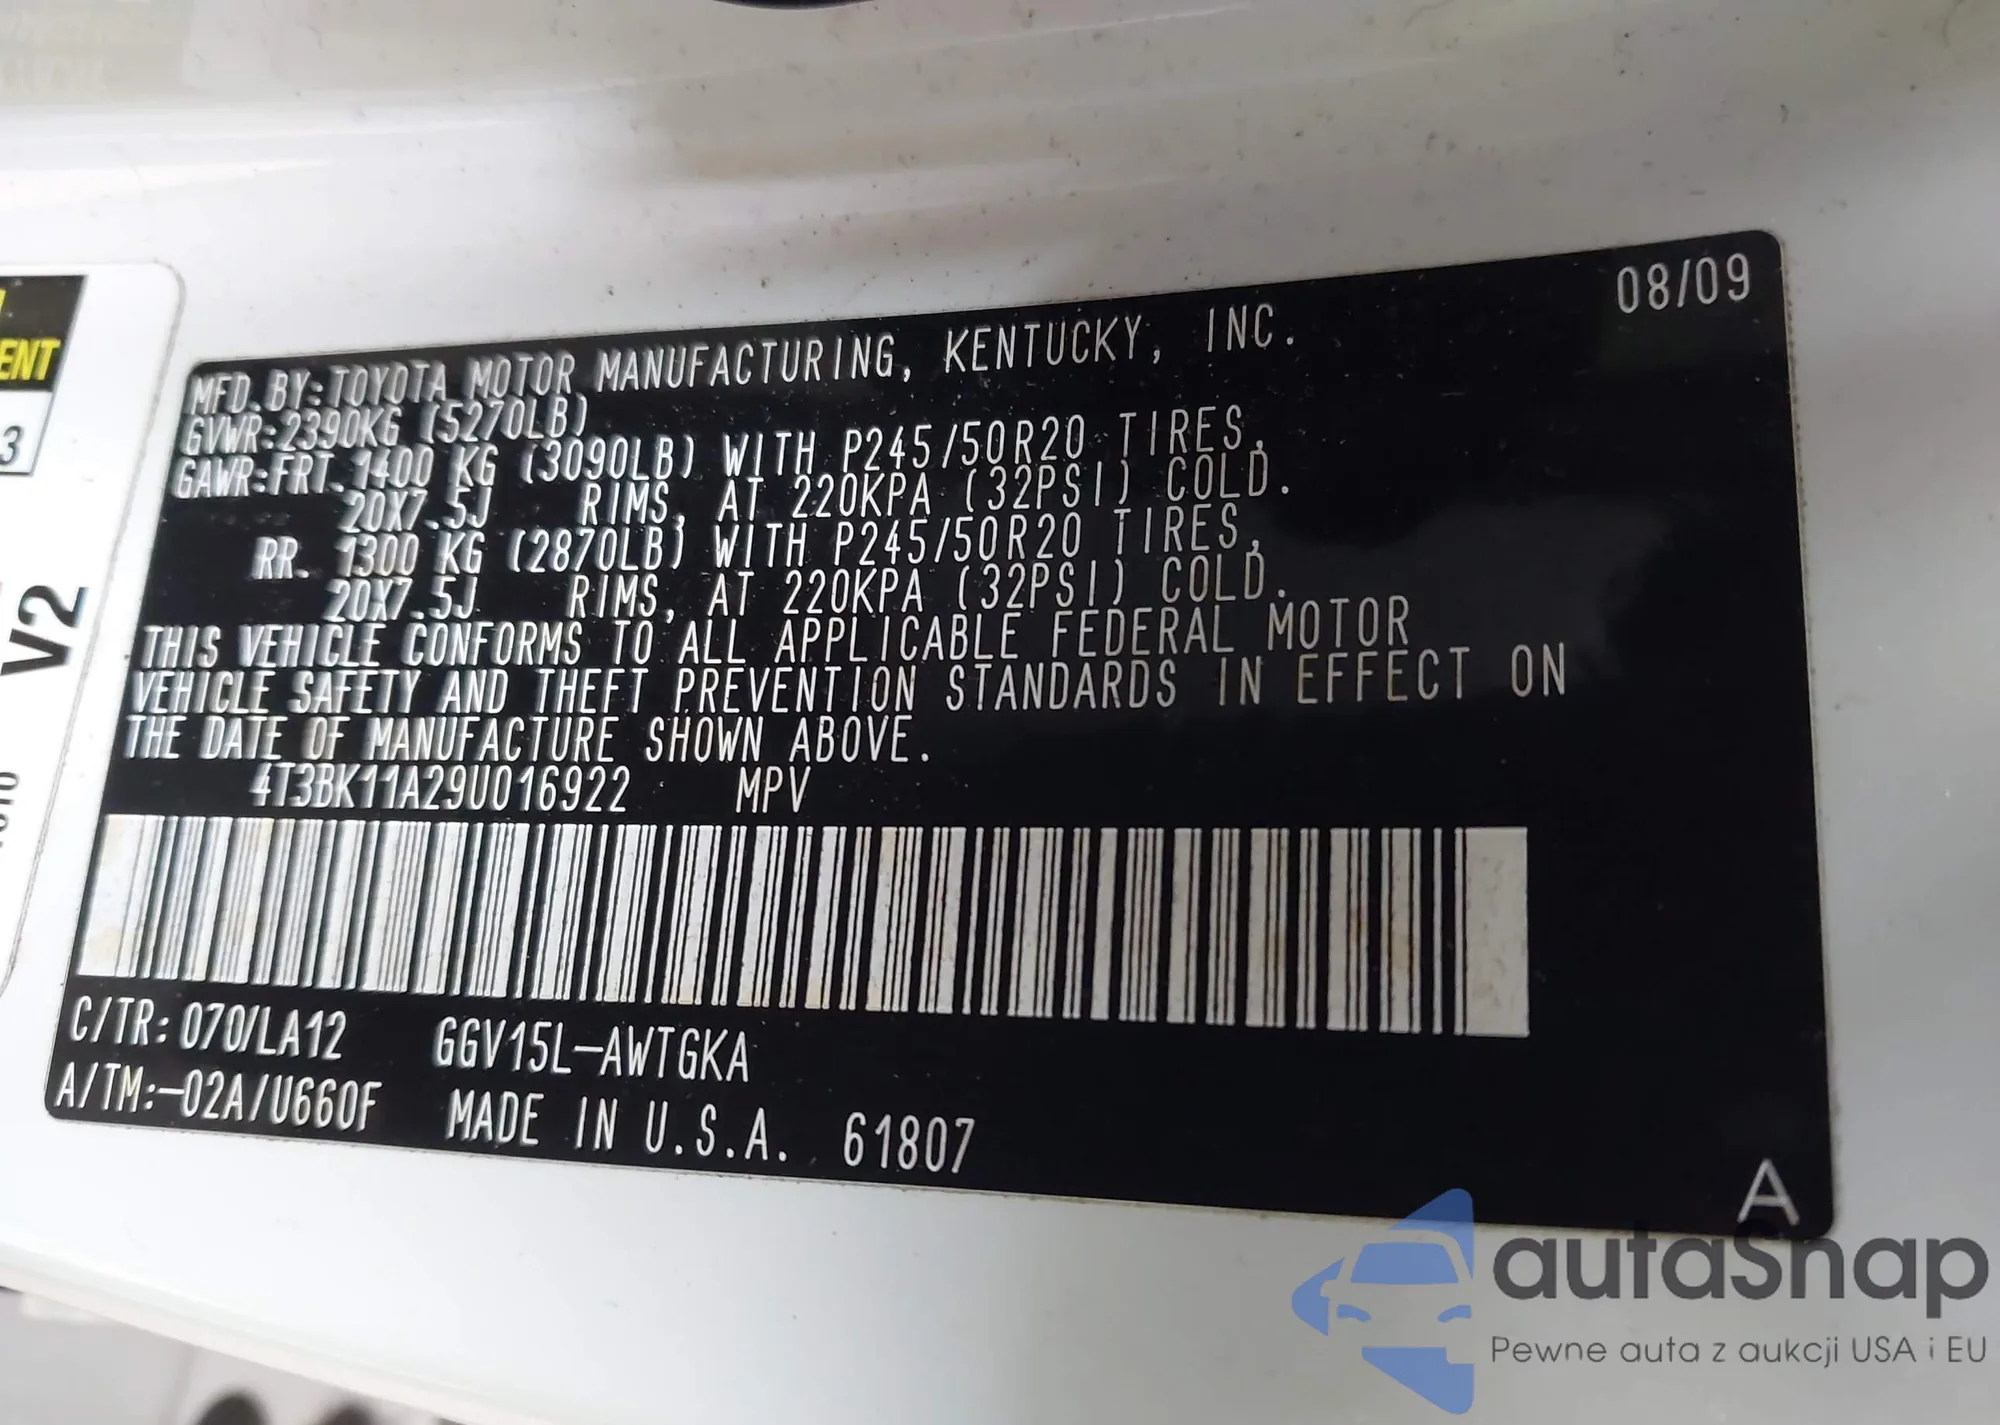 ENT
3
V2
08/09
MFD. BY: TOYOTA MOTOR MANUFACTURING, KENTUCKY, INC.
GVWR: 2390KG (5270LB)
GAWR: FRT. 1400 KG (3090LB) WITH P245/50R20 TIRES,
20X7.5J RIMS, AT 220KPA (32PSI) COLD.
RR. 1300 KG (2870LB) WITH P245/50R20 TIRES,
20X7.5J RIMS, AT 220KPA (32PSI) COLD.
THIS VEHICLE CONFORMS TO ALL APPLICABLE FEDERAL MOTOR
VEHICLE SAFETY AND THEFT PREVENTION STANDARDS IN EFFECT ON
THE DATE OF MANUFACTURE SHOWN ABOVE.
4T3BK11A29U016922 MPV
C/TR: 070/LA12 GGV15L-AWTGKA
A/TM:-02A/U660F MADE IN U.S.A. 61807
A
autaSnap
Pewne auta z aukcji USA i EU